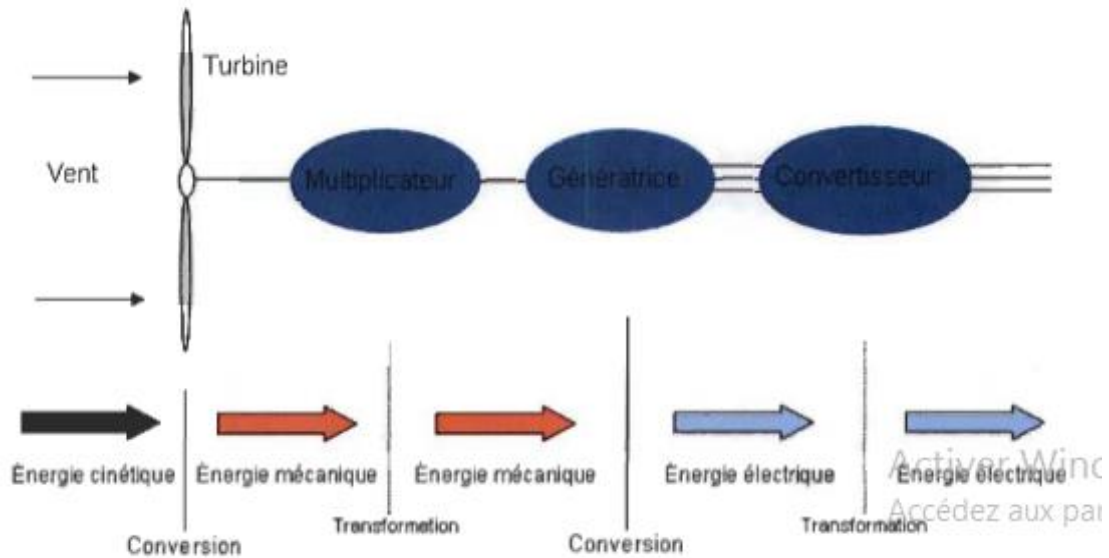 Turbine
Vent
Multiplicateur
Génératrice
Convertisseur
Énergie cinétique
Énergie mécanique
Énergie mécanique
Énergie électrique
Énergie électrique
Activer Wind
Accédez aux par
Conversion
Transformation
Conversion
Transformation